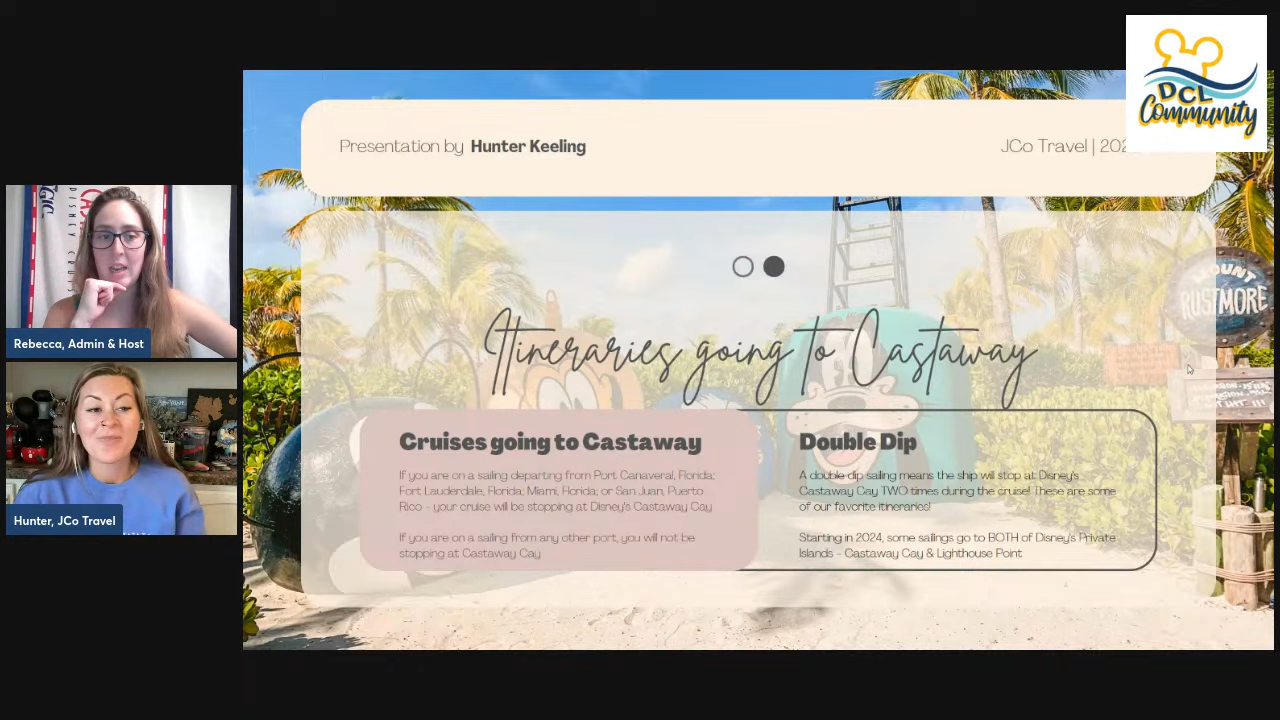 DCL
Community
Presentation by Hunter Keeling
JCo Travel | 202
MOUNT
RUSTMORE
Itineraries going to Castaway
Cruises going to Castaway
If you are on a sailing departing from Port Canaveral, Florida;
Fort Lauderdale, Florida; Miami, Florida; or San Juan, Puerto
Rico - your cruise will be stopping at Disney's Castaway Cay
If you are on a sailing from any other port, you will not be
stopping at Castaway Cay
Double Dip
A double dip sailing means the ship will stop at Disney's
Castaway Cay TWO times during the cruise! These are some
of our favorite itineraries!
Starting in 2024, some sailings go to BOTH of Disney's Private
Islands - Castaway Cay & Lighthouse Point
Rebecca, Admin & Host
Hunter, JCo Travel